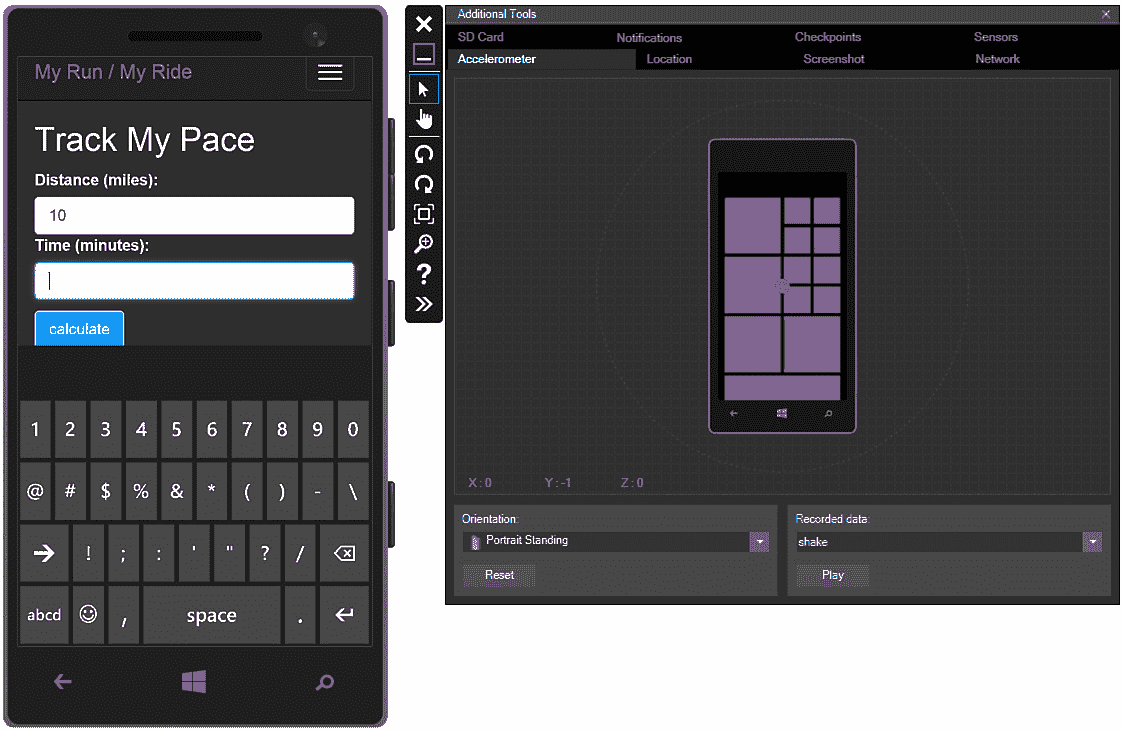 My Run / My Ride
Track My Pace
Distance (miles):
10
Time (minutes):
calculate
1 2 3 4 5 6 7 8 9 0
@ # $ % & * ( ) - \
! ; : ' " ? /
abcd , space .
Additional Tools
SD Card Notifications Checkpoints Sensors
Accelerometer Location Screenshot Network
X: 0 Y: -1 Z: 0
Orientation:
Portrait Standing
Reset
Recorded data:
shake
Play